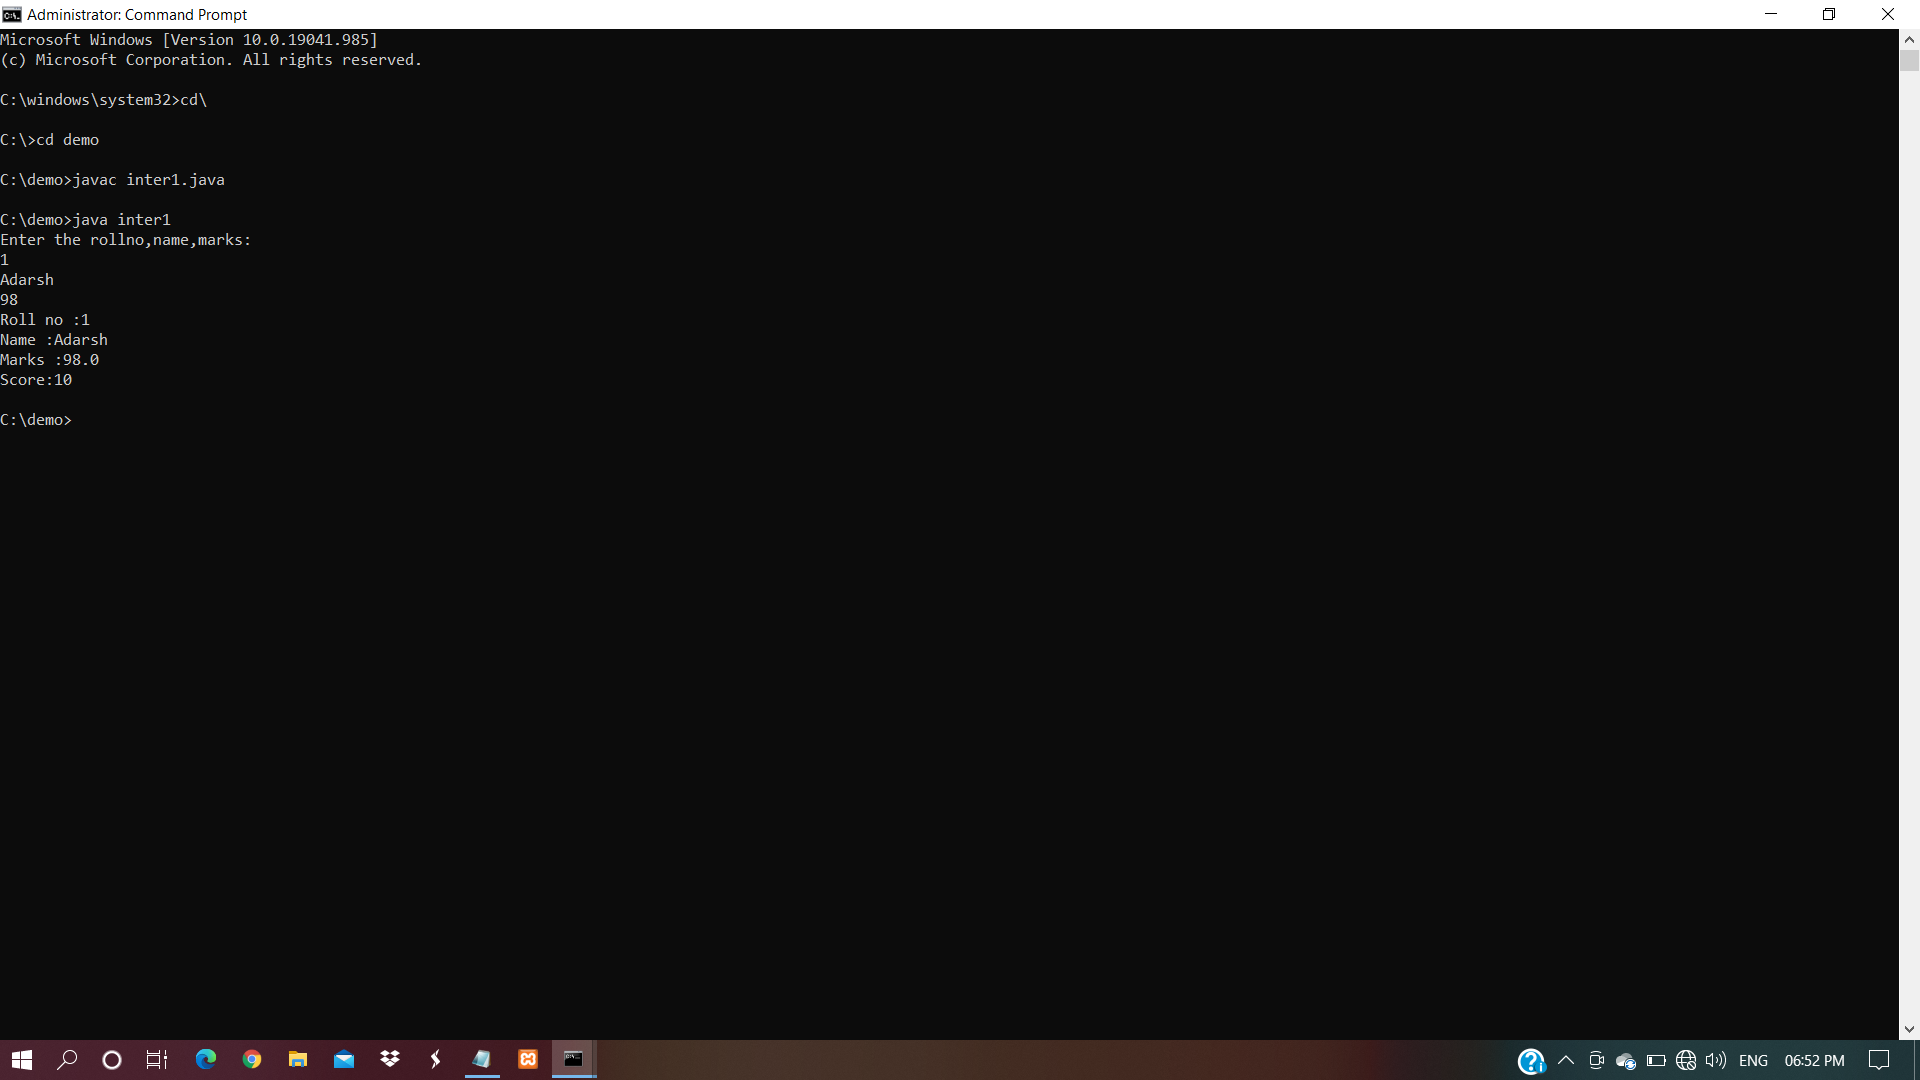 Administrator: Command Prompt
Microsoft Windows [Version 10.0.19041.985]
(c) Microsoft Corporation. All rights reserved.
C:\windows\system32>cd\
C:\>cd demo
C:\demo>javac inter1.java
C:\demo>java inter1
Enter the rollno,name,marks:
1
Adarsh
98
Roll no :1
Name :Adarsh
Marks :98.0
Score:10
C:\demo>
ENG 06:52 PM